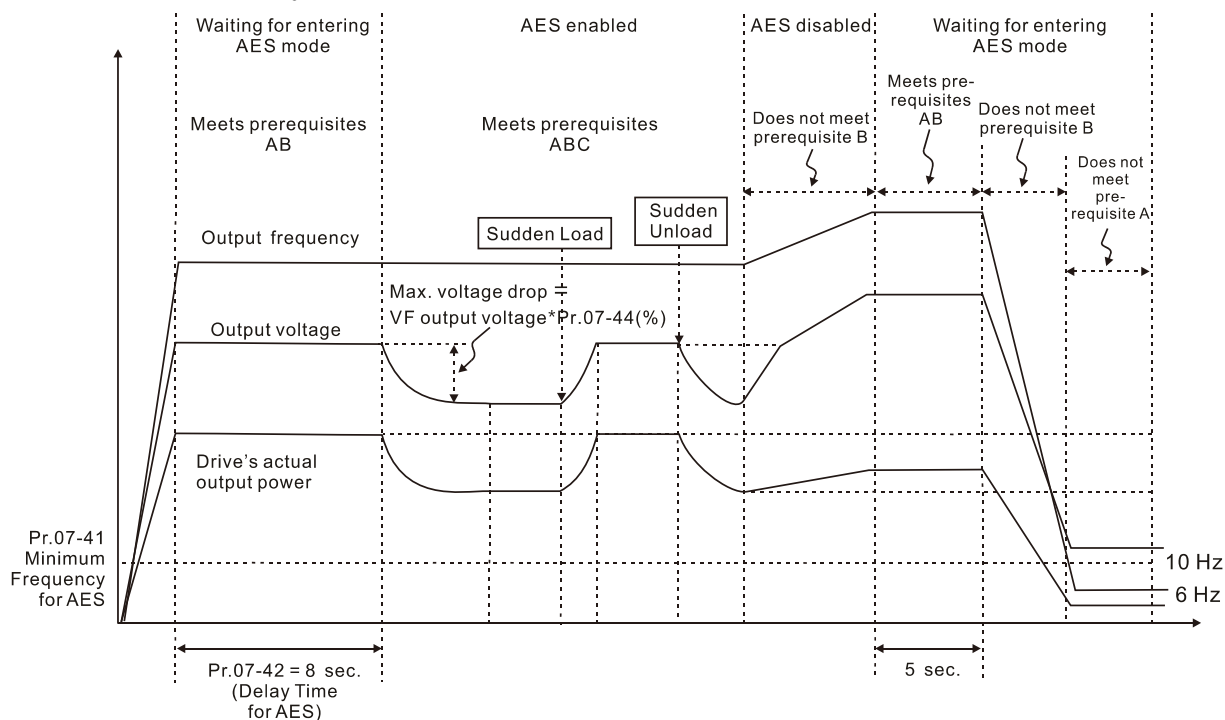 Waiting for entering
AES mode
AES enabled
AES disabled
Waiting for entering
AES mode
Meets prerequisites
AB
Meets prerequisites
ABC
Does not meet
prerequisite B
Meets pre-
requisites
AB
Does not meet
prerequisite B
Does not
meet
pre-
requisite A
Output frequency
Sudden Load
Sudden
Unload
Max. voltage drop =
VF output voltage*Pr.07-44(%)
Output voltage
Drive's actual
output power
Pr.07-41
Minimum
Frequency
for AES
10 Hz
6 Hz
Pr.07-42 = 8 sec.
(Delay Time
for AES)
5 sec.